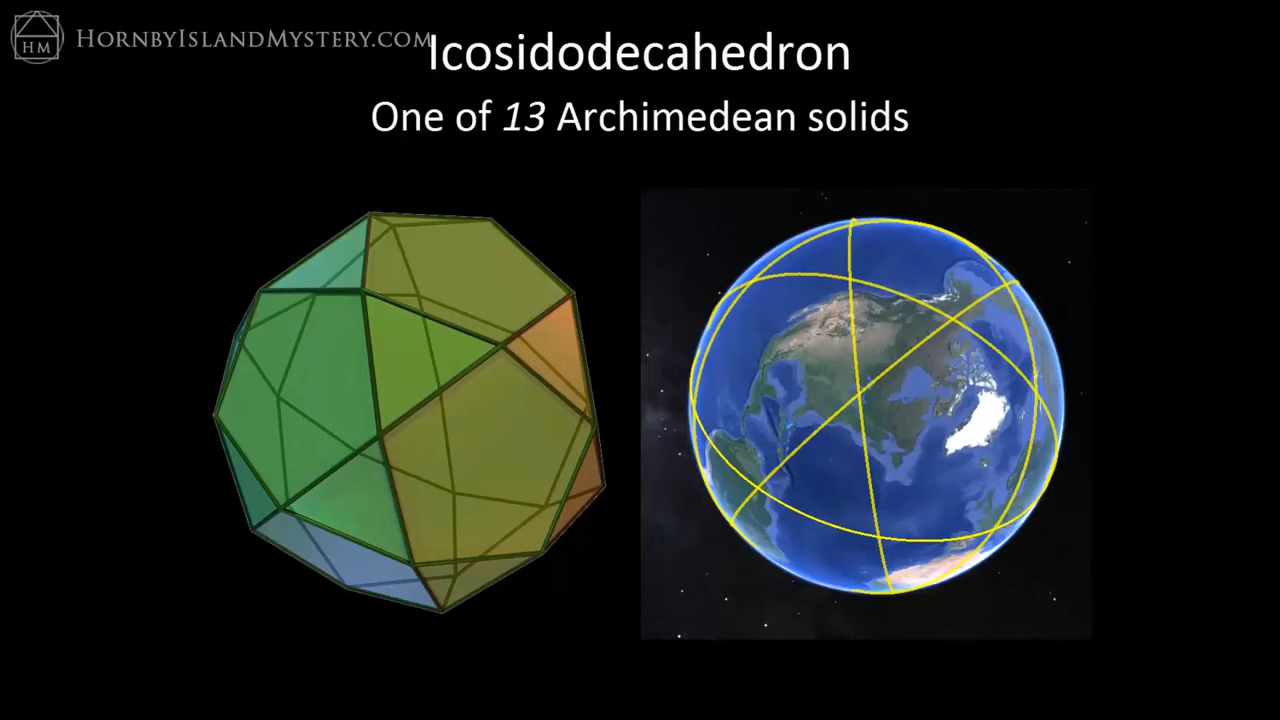 HM
HORNBYISLANDMYSTERY.COM
Icosidodecahedron
One of 13 Archimedean solids